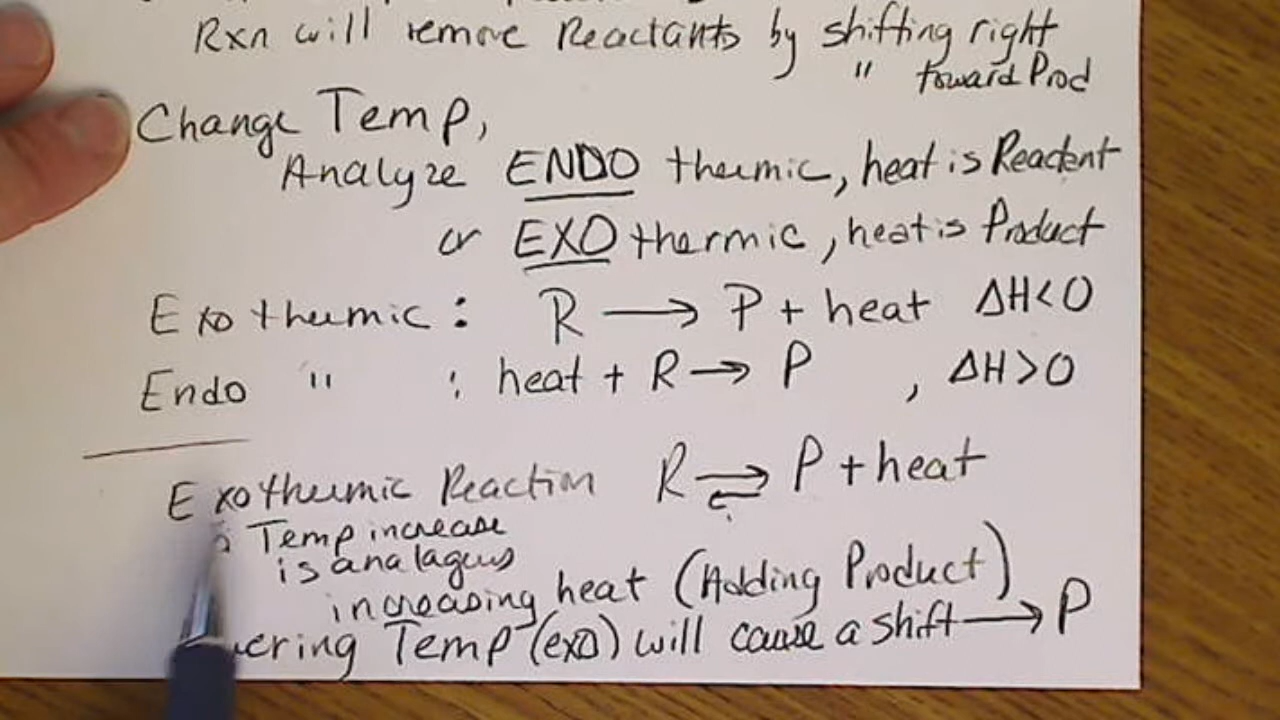 Rxn will remove Reactants by shifting right
" toward Prod
Change Temp,
Analyze ENDO thermic, heat is Reactent
or EXO thermic, heat is Product
Exothermic : R → P + heat ΔH<0
Endo " : heat + R → P , ΔH>0
Exothermic Reaction R ⇌ P + heat
Temp increase
is analagus
increasing heat (Adding Product)
Temp (exo) will cause a shift → P